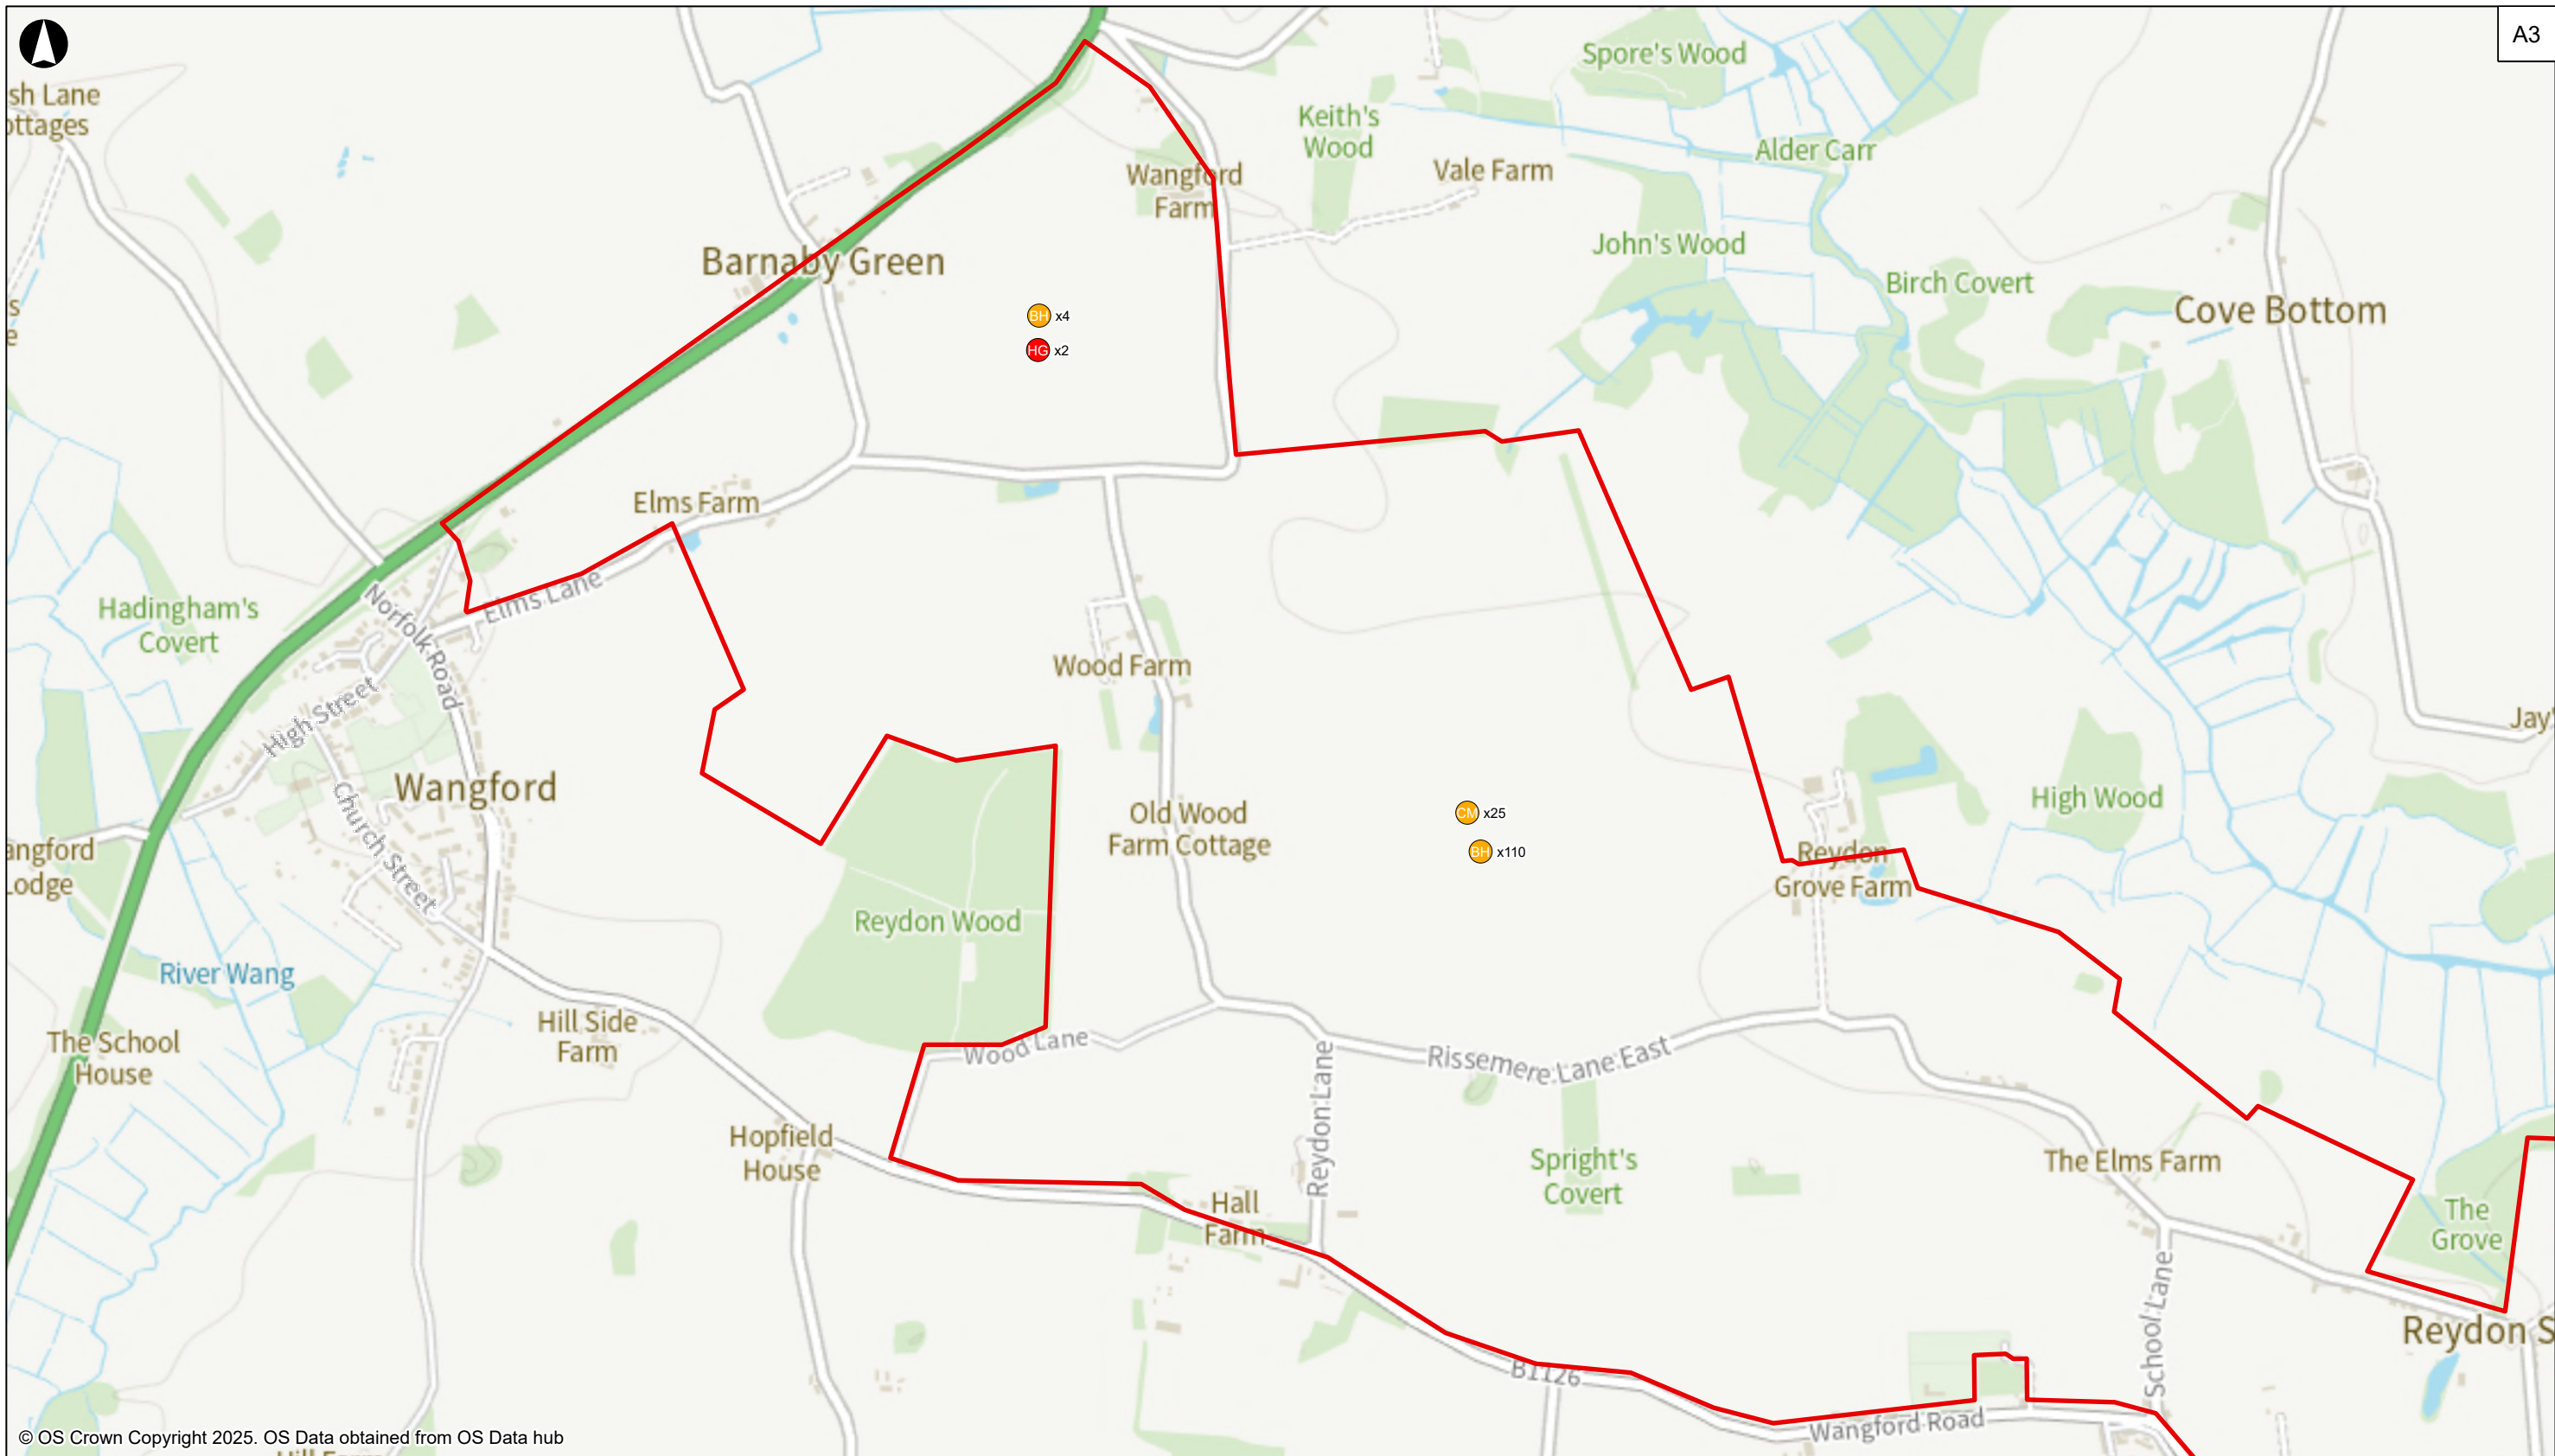 A3
Spore's Wood
sh Lane
ottages
Keith's
Wood
Alder Carr
Vale Farm
Wangford
Farm
John's Wood
Barnaby Green
Birch Covert
Cove Bottom
BH x4
HG x2
Elms Farm
Elms Lane
Hadingham's
Covert
Norfolk Road
Wood Farm
High Street
Jay'
Wangford
High Wood
Old Wood
Farm Cottage
CM x25
BH x110
Church Street
angford
Lodge
Reydon
Grove Farm
Reydon Wood
River Wang
Hill Side
Farm
The School
House
Wood Lane
Rissemere Lane East
Reydon Lane
Hopfield
House
Spright's
Covert
The Elms Farm
Hall
Farm
The
Grove
School Lane
Reydon S
B1126
Wangford Road
© OS Crown Copyright 2025. OS Data obtained from OS Data hub